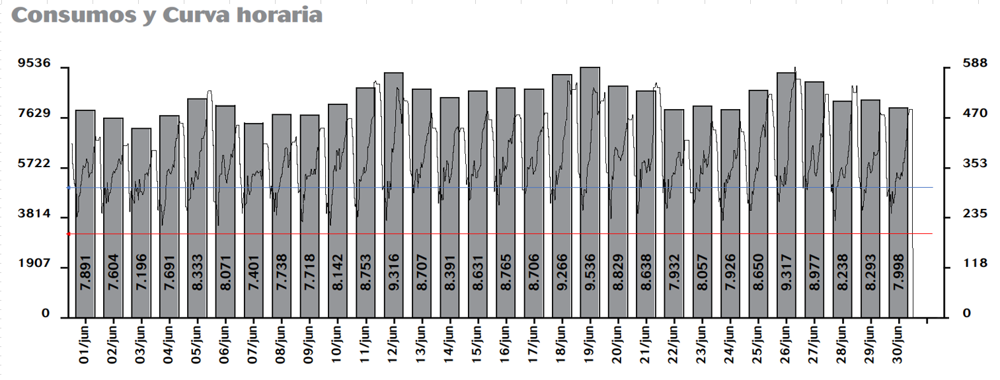 Consumos y Curva horaria
9536
588
7629
470
5722
353
3814
235
1907
118
0
0
7.891
7.604
7.196
7.691
8.333
8.071
7.401
7.738
7.718
8.142
8.753
9.316
8.707
8.391
8.631
8.765
8.706
9.266
9.536
8.829
8.638
7.932
8.057
7.926
8.650
9.317
8.977
8.238
8.293
7.998
01/jun
02/jun
03/jun
04/jun
05/jun
06/jun
07/jun
08/jun
09/jun
10/jun
11/jun
12/jun
13/jun
14/jun
15/jun
16/jun
17/jun
18/jun
19/jun
20/jun
21/jun
22/jun
23/jun
24/jun
25/jun
26/jun
27/jun
28/jun
29/jun
30/jun